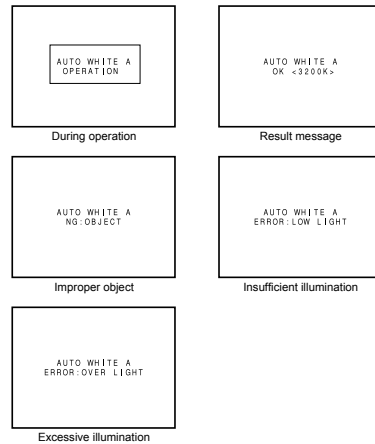 AUTO WHITE A
OPERATION
During operation
AUTO WHITE A
OK <3200K>
Result message
AUTO WHITE A
NG:OBJECT
Improper object
AUTO WHITE A
ERROR:LOW LIGHT
Insufficient illumination
AUTO WHITE A
ERROR:OVER LIGHT
Excessive illumination